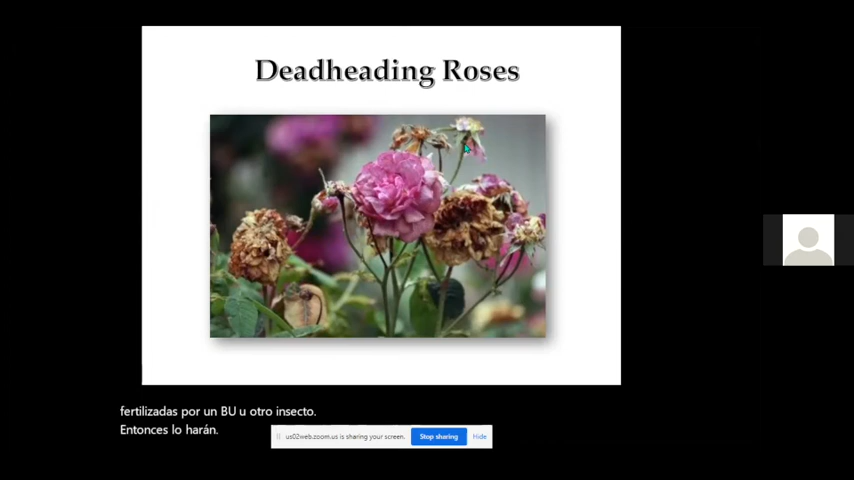 Deadheading Roses
fertilizadas por un BU u otro insecto.
Entonces lo harán.
us02web.zoom.us is sharing your screen.
Stop sharing
Hide